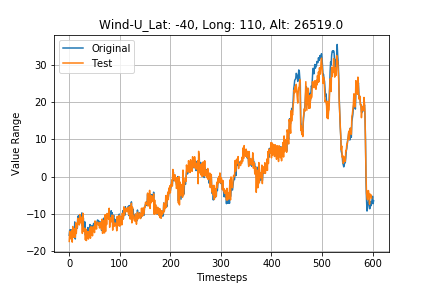 Wind-U_Lat: -40, Long: 110, Alt: 26519.0
Original
Test
Value Range
30
20
10
0
−10
−20
0 100 200 300 400 500 600
Timesteps